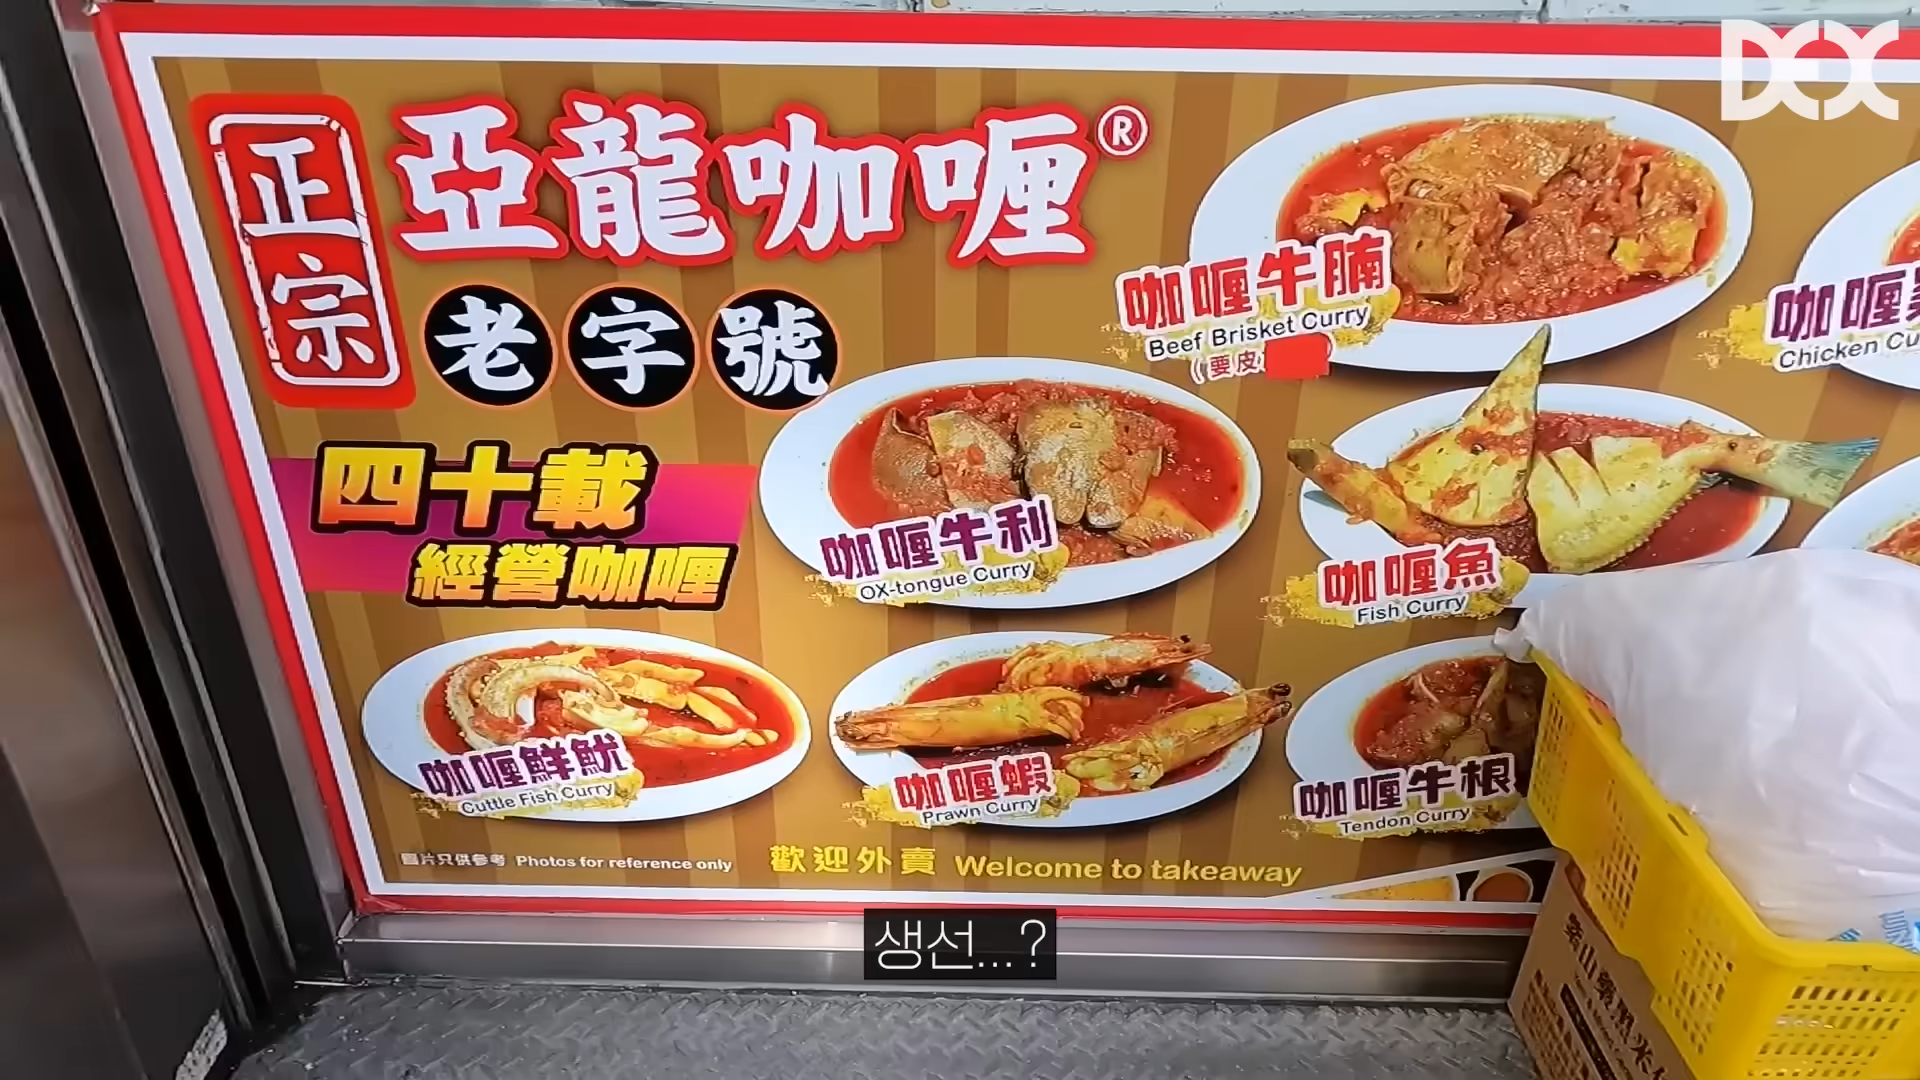 DEX
正宗
亞龍咖喱®
老字號
四十載
經營咖喱
咖喱牛腩
Beef Brisket Curry
(要皮
咖喱
Chicken Cu
咖喱牛利
OX-tongue Curry
咖喱魚
Fish Curry
咖喱鮮魷
Cuttle Fish Curry
咖喱蝦
Prawn Curry
咖喱牛根
Tendon Curry
圖片只供參考 Photos for reference only
歡迎外賣 Welcome to takeaway
생선...?